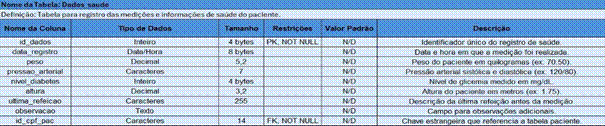 Nome da Tabela: Dados_saude
Definição: Tabela para registro das medições e informações de saúde do paciente.
Nome da Coluna Tipo de Dados Tamanho Restrições Valor Padrão Descrição
id_dados Inteiro 4 bytes PK, NOT NULL N/D Identificador único do registro de saúde.
data_registro Data/Hora 8 bytes N/D Data e hora em que a medição foi realizada.
peso Decimal 5,2 N/D Peso do paciente em quilogramas (ex: 70.50).
pressao_arterial Caracteres 7 N/D Pressão arterial sistólica e diastólica (ex: 120/80).
nivel_diabetes Inteiro 4 bytes N/D Nível de glicemia medido em mg/dL.
altura Decimal 3,2 N/D Altura do paciente em metros (ex: 1.75).
ultima_refeicao Caracteres 255 N/D Descrição da última refeição antes da medição
observacao Texto N/D Campo para observações adicionais.
id_cpf_pac Caracteres 14 FK, NOT NULL N/D Chave estrangeira que referencia a tabela paciente.